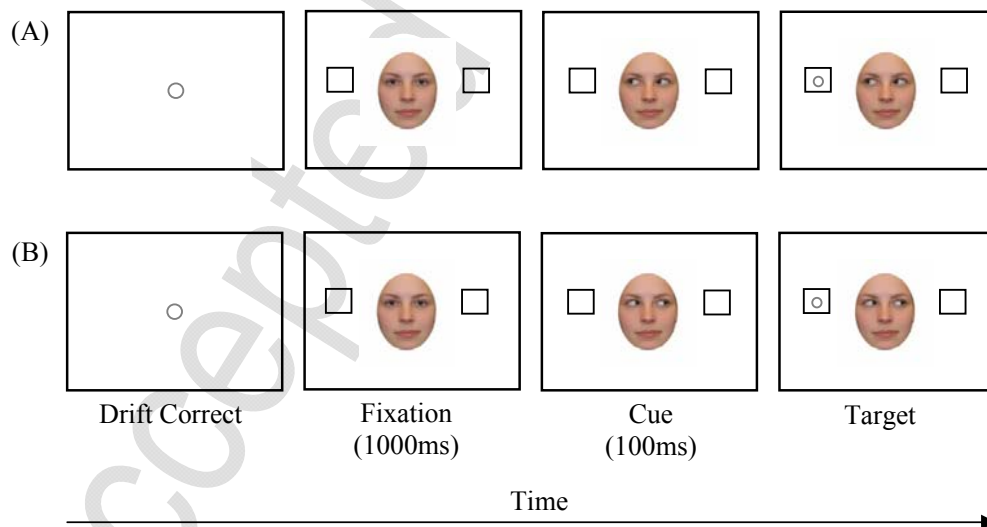 (A)
(B)
Drift Correct
Fixation
(1000ms)
Cue
(100ms)
Target
Time